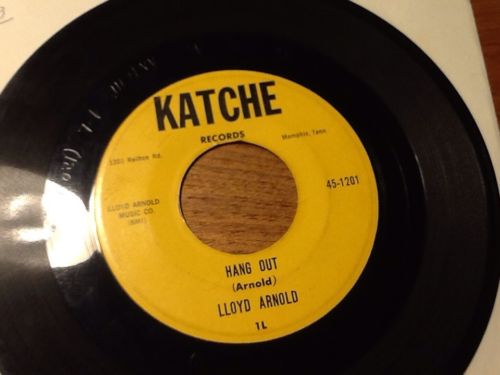 KATCHE
RECORDS
Memphis, Tenn.
45-1201
LLOYD ARNOLD
MUSIC CO.
(BMI)
HANG OUT
(Arnold)
LLOYD ARNOLD
1L